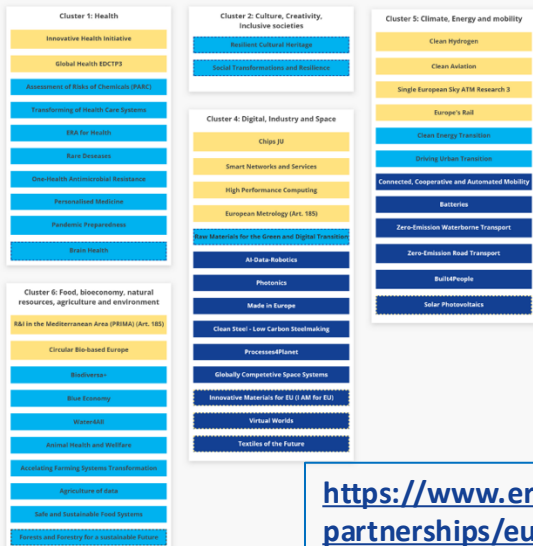 Cluster 1: Health
Innovative Health Initiative
Global Health EDCTP3
Assessment of Risks of Chemicals (PARC)
Transforming of Health Care Systems
ERA for Health
Rare Deseases
One-Health Antimicrobial Resistance
Personalised Medicine
Pandemic Preparedness
Brain Health
Cluster 6: Food, bioeconomy, natural
resources, agriculture and environment
R&I in the Mediterranean Area (PRIMA) (Art. 185)
Circular Bio-based Europe
Biodiversa+
Blue Economy
Water4All
Animal Health and Wellfare
Accelating Farming Systems Transformation
Agriculture of data
Safe and Sustainable Food Systems
Forests and Forestry for a sustainable Future
Cluster 2: Culture, Creativity,
Inclusive societies
Resilient Cultural Heritage
Social Transformations and Resilience
Cluster 4: Digital, Industry and Space
Chips JU
Smart Networks and Services
High Performance Computing
European Metrology (Art. 185)
Raw Materials for the Green and Digital Transition
AI-Data-Robotics
Photonics
Made in Europe
Clean Steel - Low Carbon Steelmaking
Processes4Planet
Globally Competetive Space Systems
Innovative Materials for EU (I AM for EU)
Virtual Worlds
Textiles of the Future
Cluster 5: Climate, Energy and mobility
Clean Hydrogen
Clean Aviation
Single European Sky ATM Research 3
Europe's Rail
Clean Energy Transition
Driving Urban Transition
Connected, Cooperative and Automated Mobility
Batteries
Zero-Emission Waterborne Transport
Zero-Emission Road Transport
Built4People
Solar Photovoltaics
https://www.er
partnerships/eu